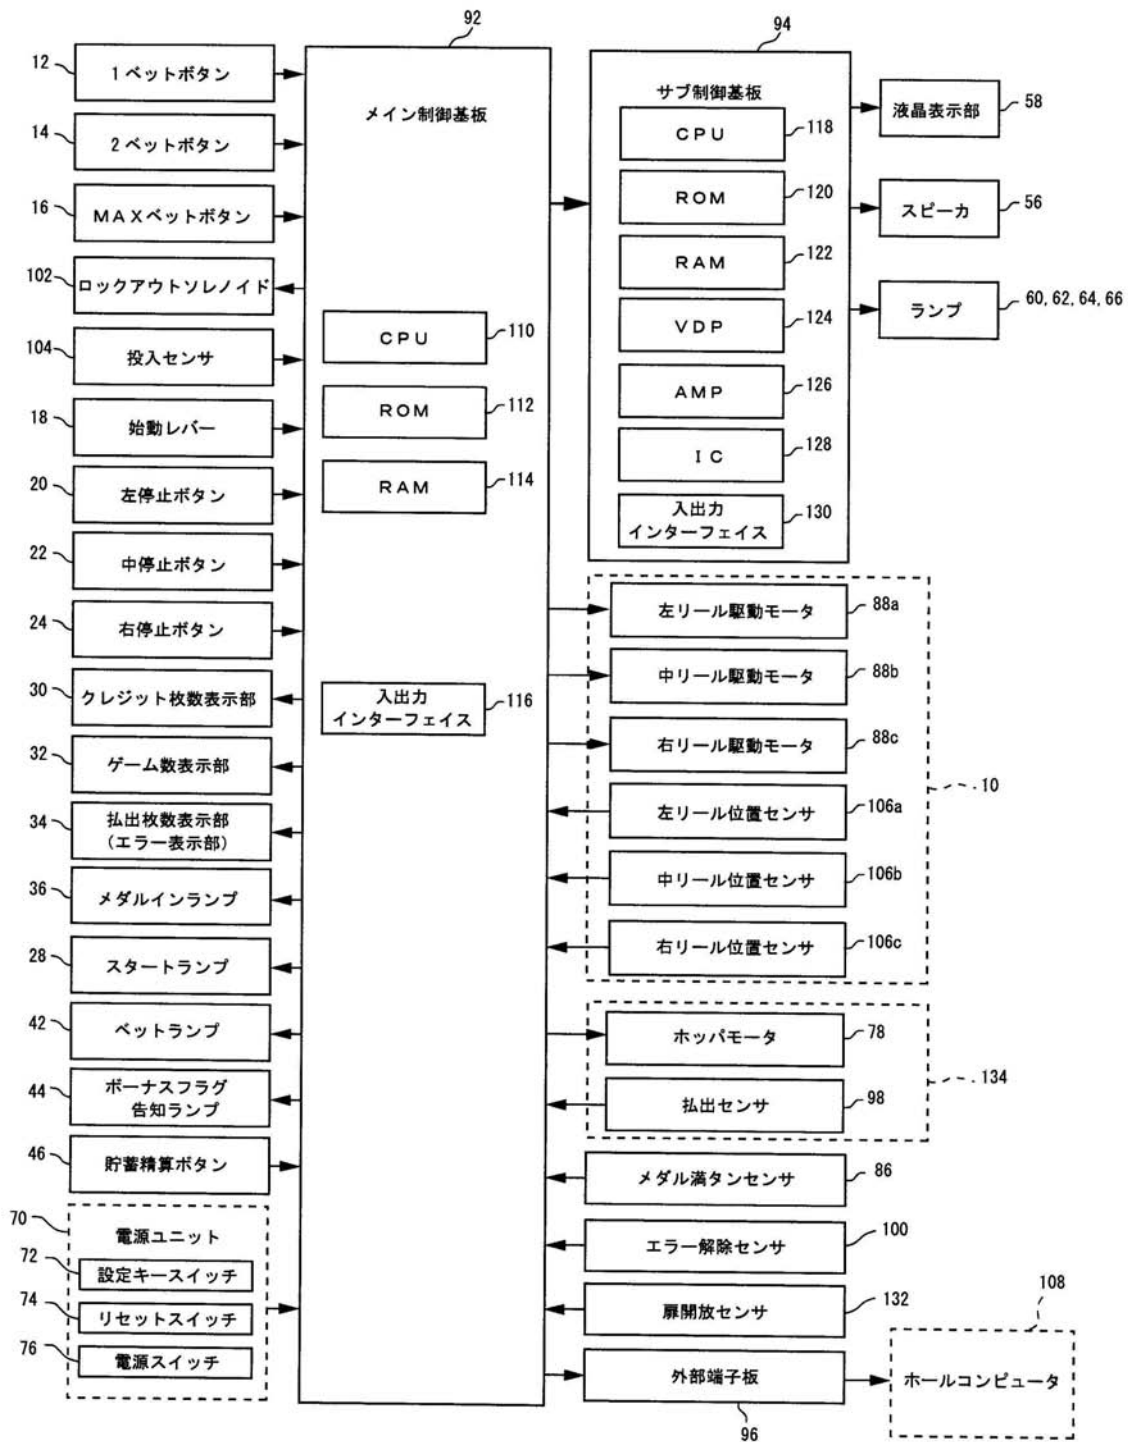 92
メイン制御基板
12
1ベットボタン
14
2ベットボタン
16
MAXベットボタン
102
ロックアウトソレノイド
104
投入センサ
18
始動レバー
20
左停止ボタン
22
中停止ボタン
24
右停止ボタン
30
クレジット枚数表示部
32
ゲーム数表示部
34
払出枚数表示部
(エラー表示部)
36
メダルインランプ
28
スタートランプ
42
ベットランプ
44
ボーナスフラグ
告知ランプ
46
貯蓄精算ボタン
70
電源ユニット
72
設定キースイッチ
74
リセットスイッチ
76
電源スイッチ
CPU
110
ROM
112
RAM
114
入出力
インターフェイス
116
94
サブ制御基板
CPU
118
ROM
120
RAM
122
VDP
124
AMP
126
IC
128
入出力
インターフェイス
130
液晶表示部
58
スピーカ
56
ランプ
60, 62, 64, 66
左リール駆動モータ
88a
中リール駆動モータ
88b
右リール駆動モータ
88c
左リール位置センサ
106a
中リール位置センサ
106b
右リール位置センサ
106c
10
ホッパモータ
78
払出センサ
98
134
メダル満タンセンサ
86
エラー解除センサ
100
扉開放センサ
132
外部端子板
96
108
ホールコンピュータ